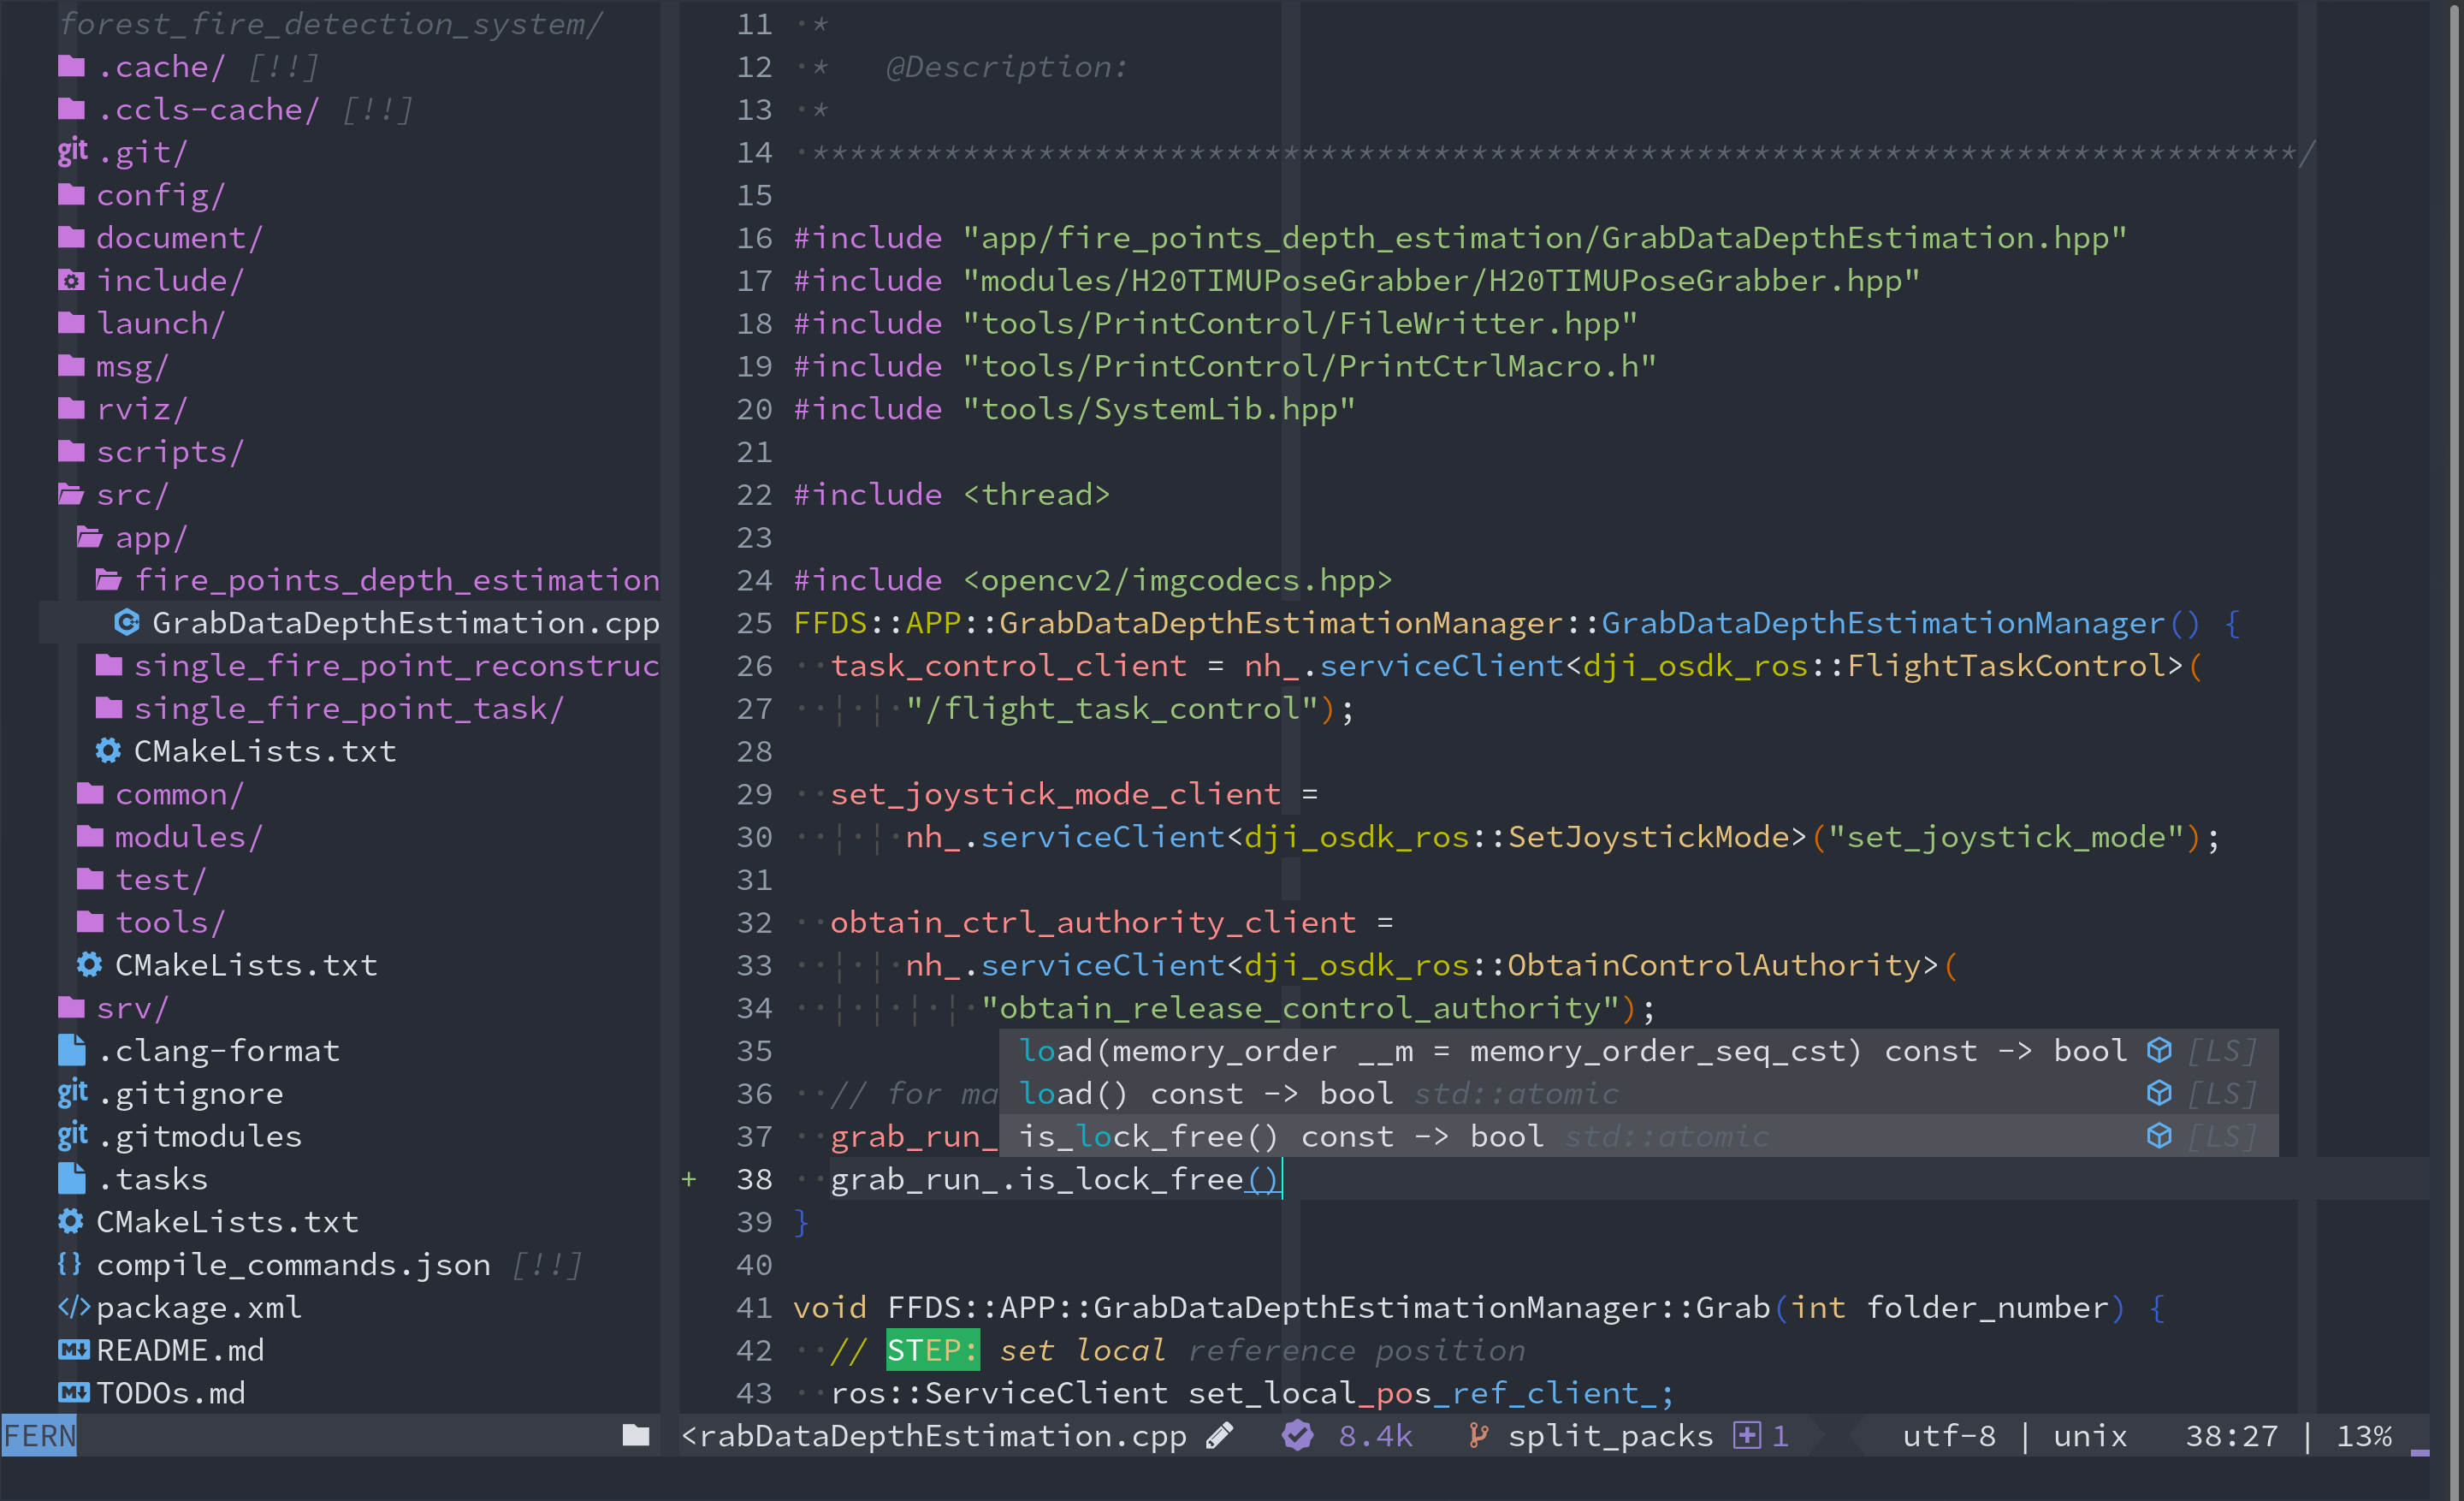 forest_fire_detection_system/
.cache/ [!!]
.ccls-cache/ [!!]
git .git/
config/
document/
include/
launch/
msg/
rviz/
scripts/
src/
app/
fire_points_depth_estimation
GrabDataDepthEstimation.cpp
single_fire_point_reconstruc
single_fire_point_task/
CMakeLists.txt
common/
modules/
test/
tools/
CMakeLists.txt
srv/
.clang-format
git .gitignore
git .gitmodules
.tasks
CMakeLists.txt
{} compile_commands.json [!!]
</> package.xml
M↓ README.md
M↓ TODOs.md
FERN
11 *
12 * @Description:
13 *
14 *******************************************************************************/
15
16 #include "app/fire_points_depth_estimation/GrabDataDepthEstimation.hpp"
17 #include "modules/H20TIMUPoseGrabber/H20TIMUPoseGrabber.hpp"
18 #include "tools/PrintControl/FileWritter.hpp"
19 #include "tools/PrintControl/PrintCtrlMacro.h"
20 #include "tools/SystemLib.hpp"
21
22 #include <thread>
23
24 #include <opencv2/imgcodecs.hpp>
25 FFDS::APP::GrabDataDepthEstimationManager::GrabDataDepthEstimationManager() {
26 task_control_client = nh_.serviceClient<dji_osdk_ros::FlightTaskControl>(
27 "/flight_task_control");
28
29 set_joystick_mode_client =
30 nh_.serviceClient<dji_osdk_ros::SetJoystickMode>("set_joystick_mode");
31
32 obtain_ctrl_authority_client =
33 nh_.serviceClient<dji_osdk_ros::ObtainControlAuthority>(
34 "obtain_release_control_authority");
35 load(memory_order __m = memory_order_seq_cst) const -> bool [LS]
36 // for ma load() const -> bool std::atomic [LS]
37 grab_run_ is_lock_free() const -> bool std::atomic [LS]
+ 38 grab_run_.is_lock_free()
39 }
40
41 void FFDS::APP::GrabDataDepthEstimationManager::Grab(int folder_number) {
42 // STEP: set local reference position
43 ros::ServiceClient set_local_pos_ref_client_;
<rabDataDepthEstimation.cpp 8.4k split_packs 1 utf-8 | unix 38:27 | 13%